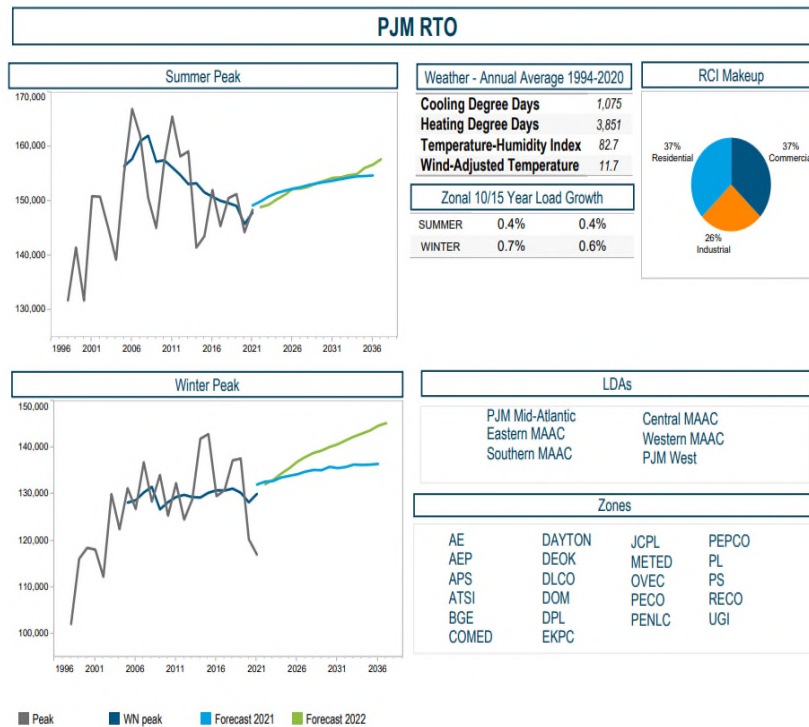 PJM RTO
Summer Peak
170,000
160,000
150,000
140,000
130,000
1996 2001 2006 2011 2016 2021 2026 2031 2036
Weather - Annual Average 1994-2020
Cooling Degree Days 1,075
Heating Degree Days 3,851
Temperature-Humidity Index 82.7
Wind-Adjusted Temperature 11.7
Zonal 10/15 Year Load Growth
SUMMER 0.4% 0.4%
WINTER 0.7% 0.6%
RCI Makeup
37%
Residential
37%
Commercial
26%
Industrial
Winter Peak
150,000
140,000
130,000
120,000
110,000
100,000
1996 2001 2006 2011 2016 2021 2026 2031 2036
LDAs
PJM Mid-Atlantic Central MAAC
Eastern MAAC Western MAAC
Southern MAAC PJM West
Zones
AE DAYTON JCPL PEPCO
AEP DEOK METED PL
APS DLCO OVEC PS
ATSI DOM PECO RECO
BGE DPL PENLC UGI
COMED EKPC
Peak WN peak Forecast 2021 Forecast 2022